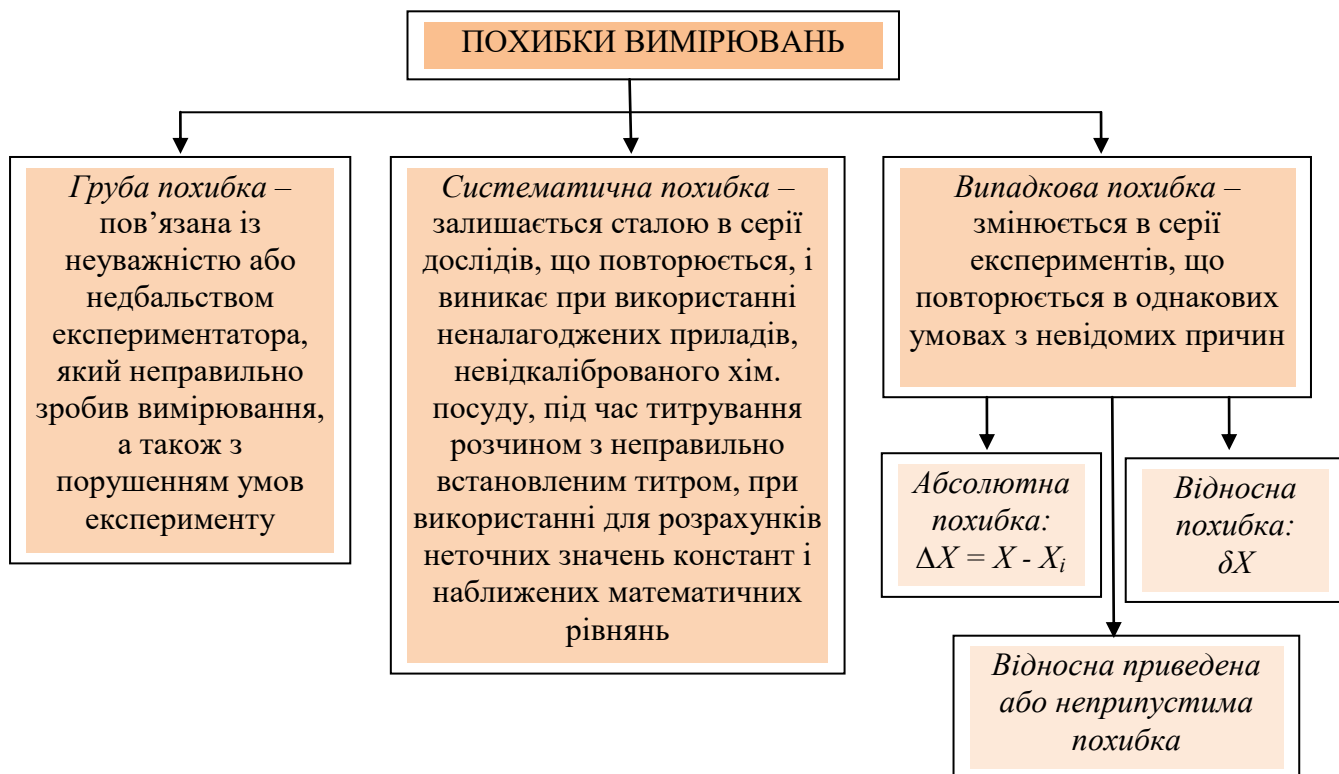 ПОХИБКИ ВИМІРЮВАНЬ
Груба похибка –
пов’язана із
неуважністю або
недбальством
експериментатора,
який неправильно
зробив вимірювання,
а також з
порушенням умов
експерименту
Систематична похибка –
залишається сталою в серії
дослідів, що повторюється, і
виникає при використанні
неналагоджених приладів,
невідкаліброваного хім.
посуду, під час титрування
розчином з неправильно
встановленим титром, при
використанні для розрахунків
неточних значень констант і
наближених математичних
рівнянь
Випадкова похибка –
змінюється в серії
експериментів, що
повторюється в однакових
умовах з невідомих причин
Абсолютна
похибка:
ΔX = X - Xᵢ
Відносна
похибка:
δX
Відносна приведена
або неприпустима
похибка